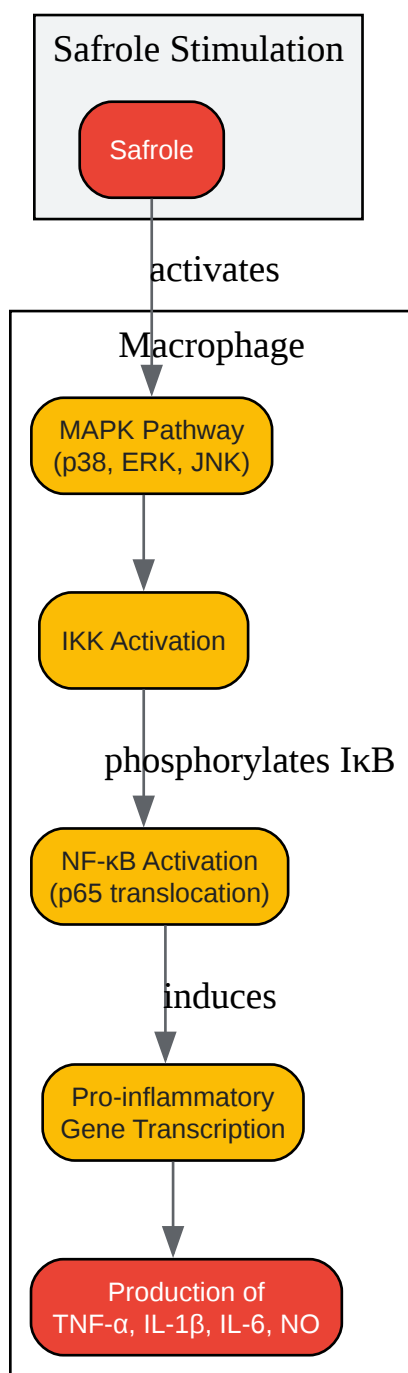 Safrole Stimulation
Safrole
activates
Macrophage
MAPK Pathway
(p38, ERK, JNK)
IKK Activation
phosphorylates IκB
NF-κB Activation
(p65 translocation)
induces
Pro-inflammatory
Gene Transcription
Production of
TNF-α, IL-1β, IL-6, NO